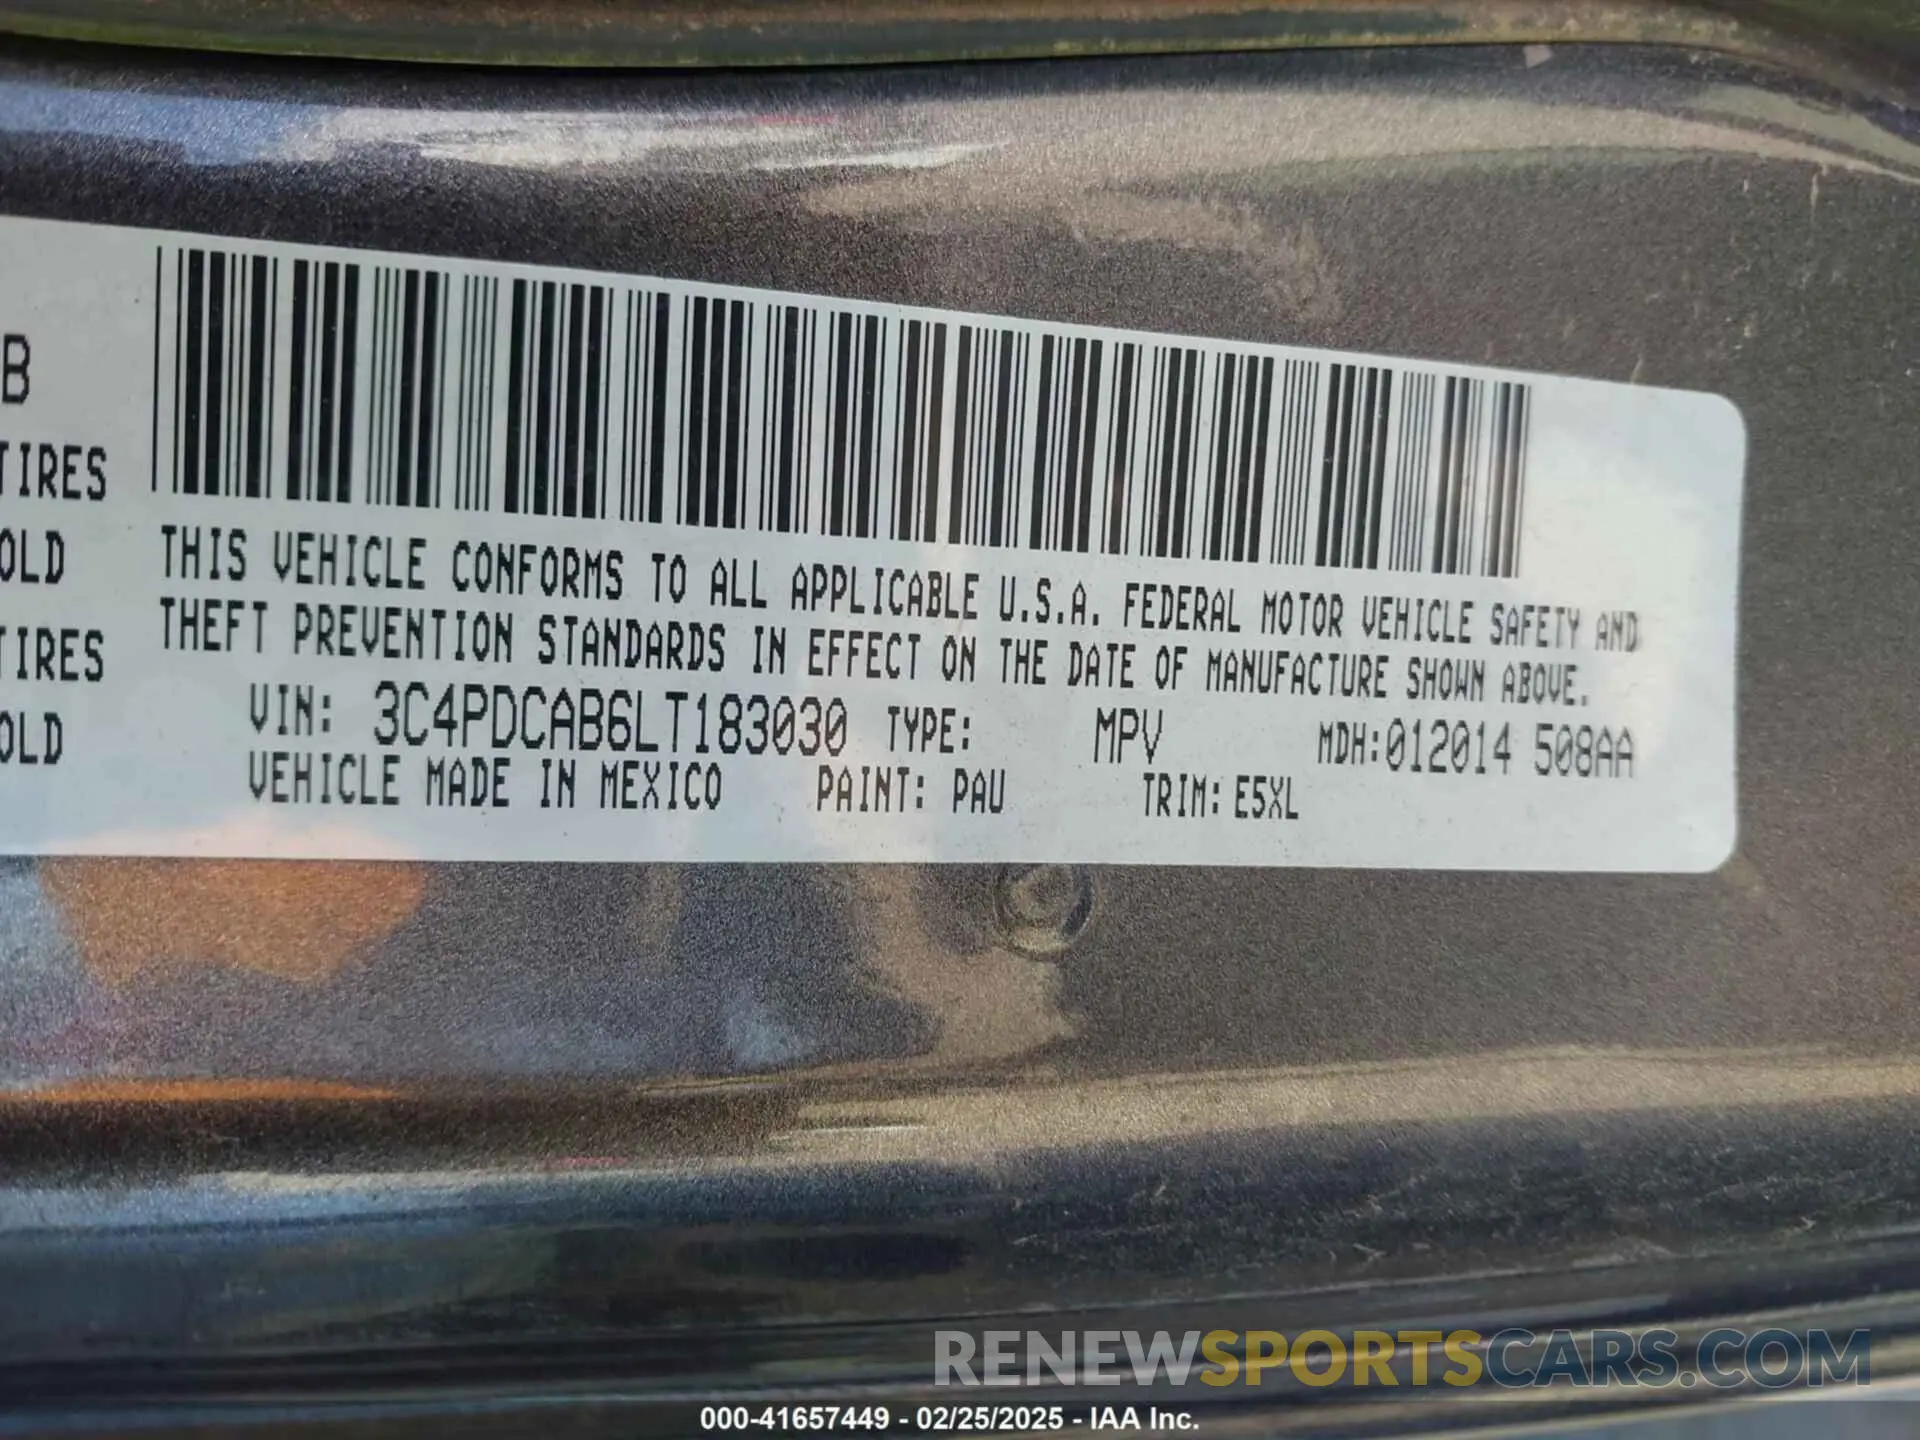 B
TIRES
OLD
TIRES
OLD
THIS VEHICLE CONFORMS TO ALL APPLICABLE U.S.A. FEDERAL MOTOR VEHICLE SAFETY AND
THEFT PREVENTION STANDARDS IN EFFECT ON THE DATE OF MANUFACTURE SHOWN ABOVE.
VIN: 3C4PDCAB6LT183030 TYPE: MPV MDH:012014 508AA
VEHICLE MADE IN MEXICO PAINT: PAU TRIM: E5XL
RENEWSPORTSCARS.COM
000-41657449 - 02/25/2025 - IAA Inc.